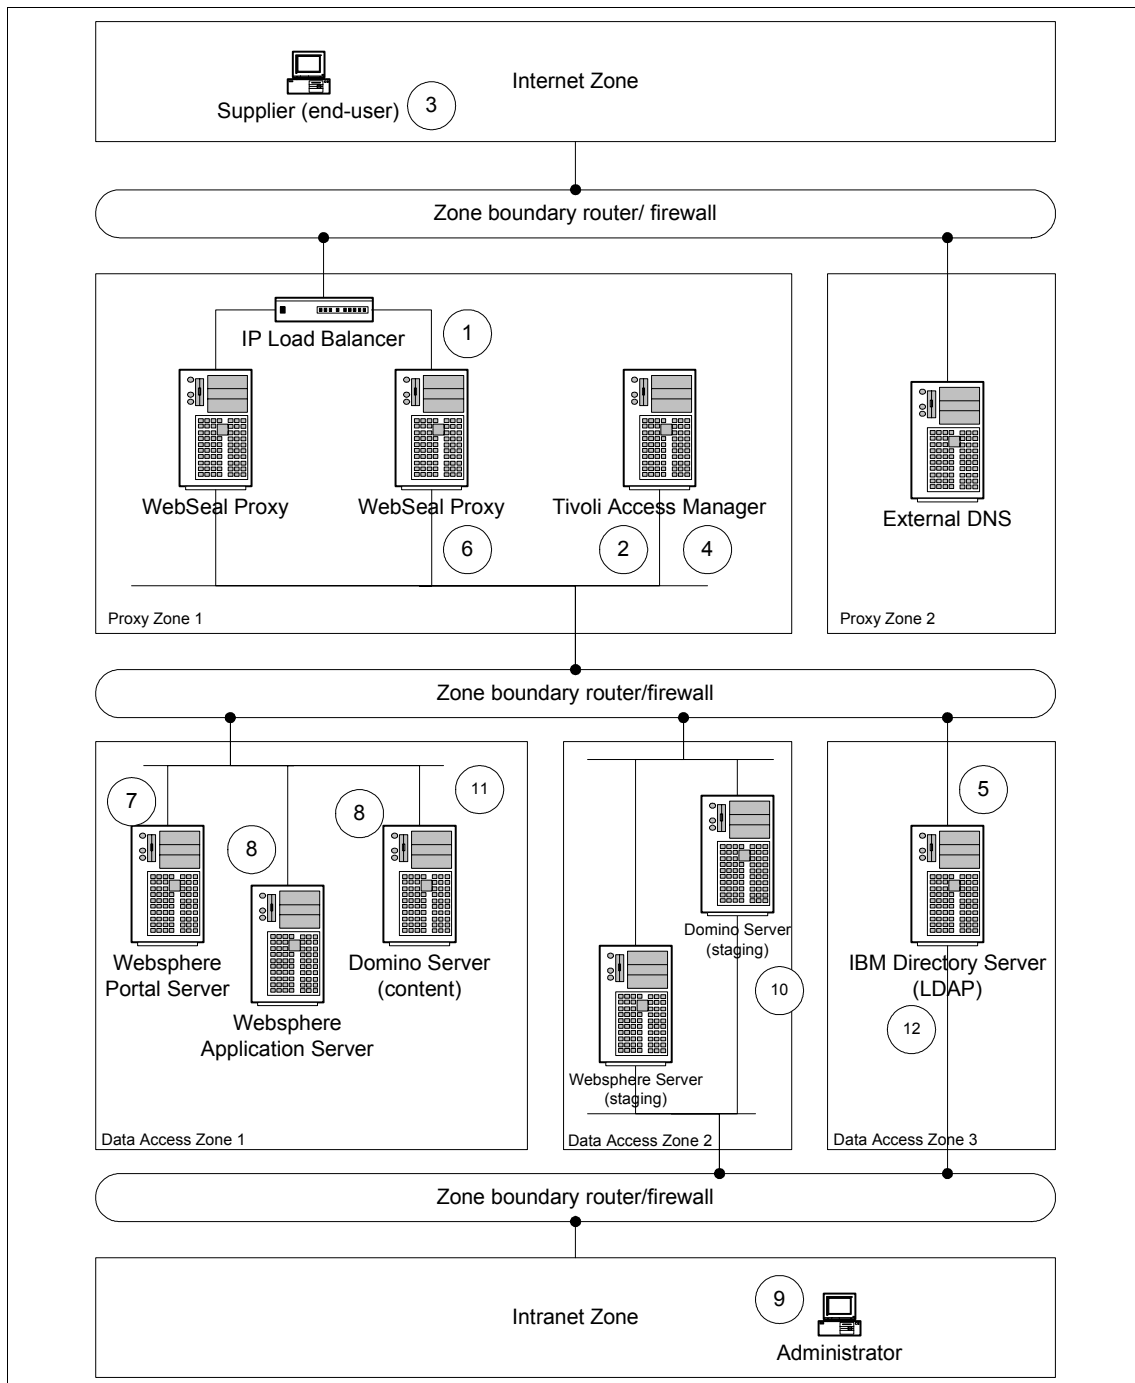 Internet Zone
Supplier (end-user)
3
Zone boundary router/ firewall
IP Load Balancer
1
WebSeal Proxy
WebSeal Proxy
Tivoli Access Manager
External DNS
6
2
4
Proxy Zone 1
Proxy Zone 2
Zone boundary router/firewall
7
8
8
11
5
Websphere
Portal Server
Websphere
Application Server
Domino Server
(content)
Domino Server
(staging)
10
Websphere Server
(staging)
IBM Directory Server
(LDAP)
12
Data Access Zone 1
Data Access Zone 2
Data Access Zone 3
Zone boundary router/firewall
Intranet Zone
9
Administrator